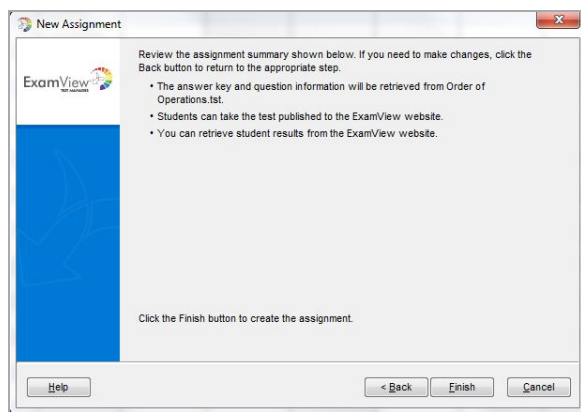 New Assignment
Review the assignment summary shown below. If you need to make changes, click the
Back button to return to the appropriate step.
ExamView
TEST MANAGER
• The answer key and question information will be retrieved from Order of
Operations.tst.
• Students can take the test published to the ExamView website.
• You can retrieve student results from the ExamView website.
Click the Finish button to create the assignment.
Help
< Back
Finish
Cancel